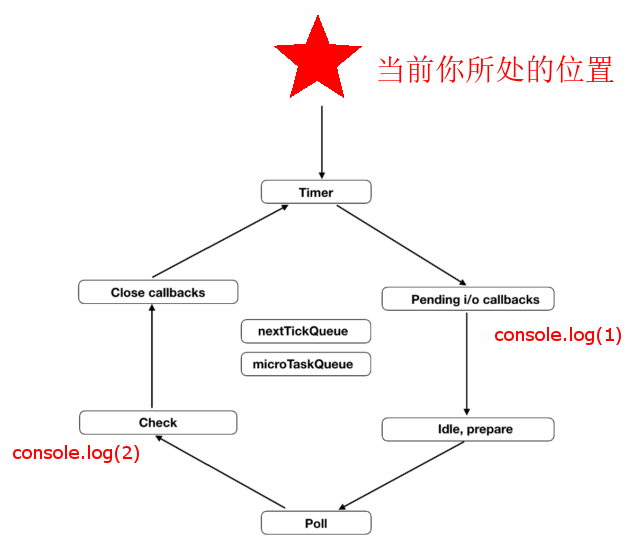 当前你所处的位置
Timer
Close callbacks
Pending i/o callbacks
nextTickQueue
console.log(1)
microTaskQueue
Check
Idle, prepare
console.log(2)
Poll